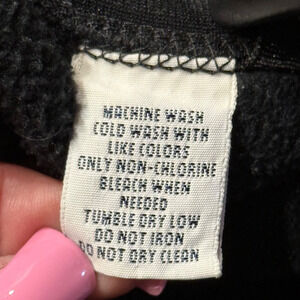 MACHINE WASH
COLD WASH WITH
LIKE COLORS
ONLY NON-CHLORINE
BLEACH WHEN
NEEDED
TUMBLE DRY LOW
DO NOT IRON
DO NOT DRY CLEAN